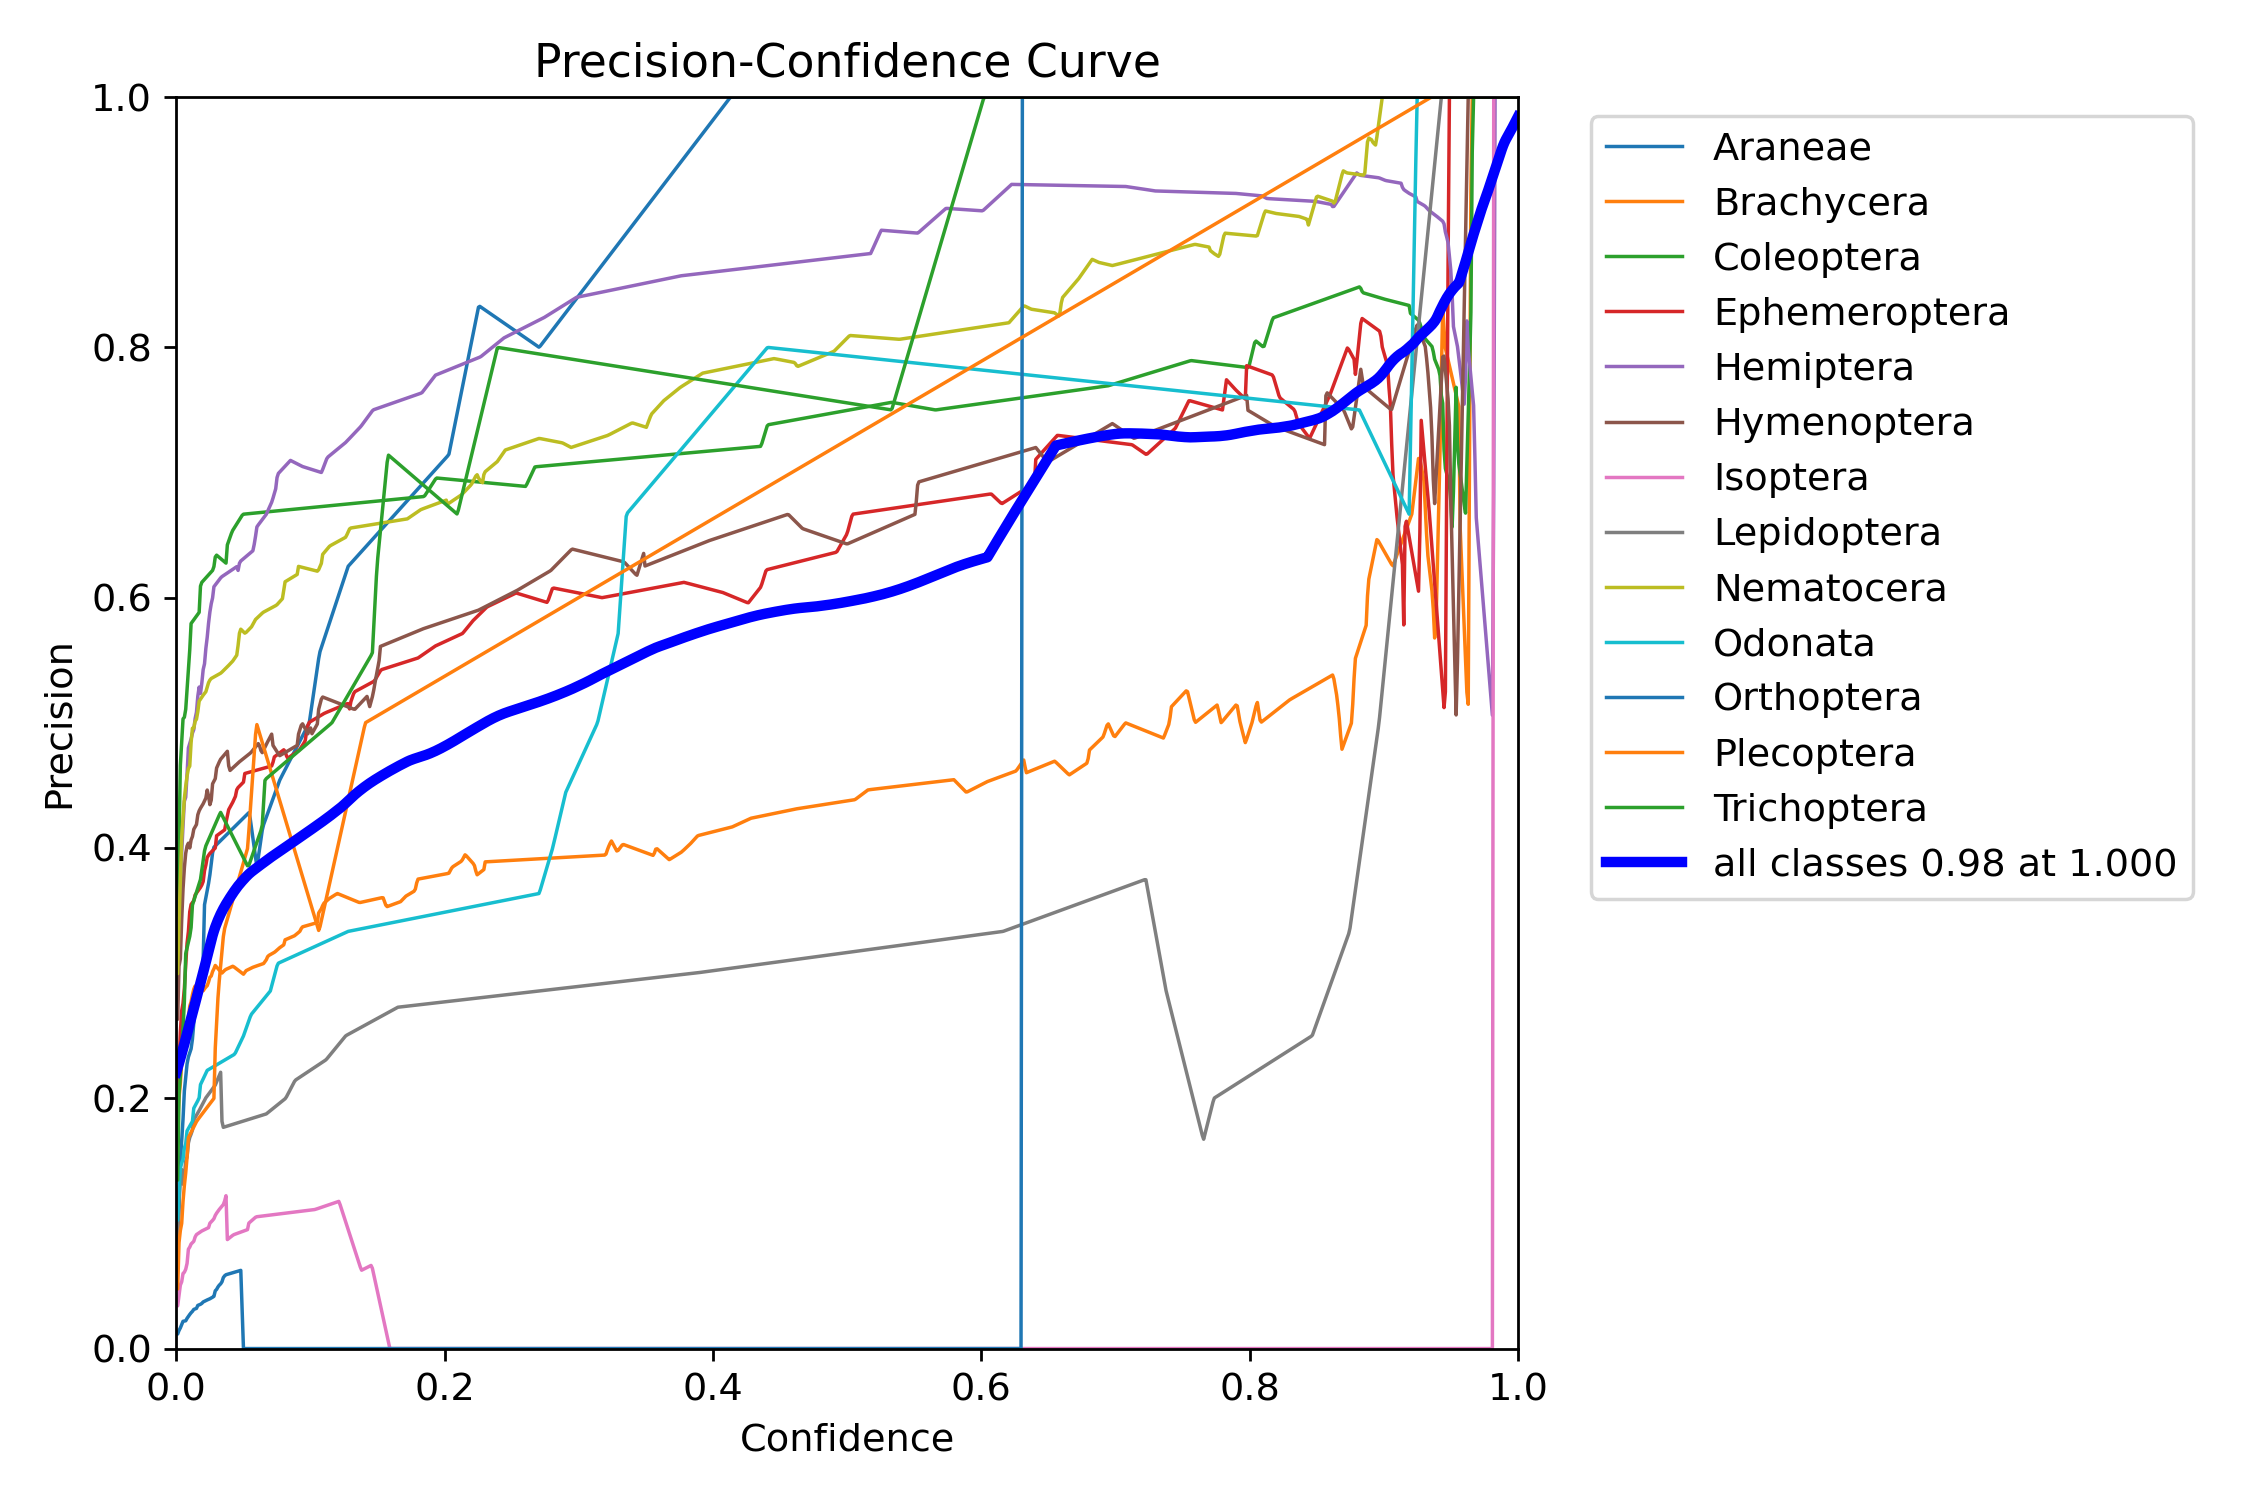 Precision-Confidence Curve
1.0
0.8
0.6
0.4
0.2
0.0
Precision
0.0 0.2 0.4 0.6 0.8 1.0
Confidence
Araneae
Brachycera
Coleoptera
Ephemeroptera
Hemiptera
Hymenoptera
Isoptera
Lepidoptera
Nematocera
Odonata
Orthoptera
Plecoptera
Trichoptera
all classes 0.98 at 1.000